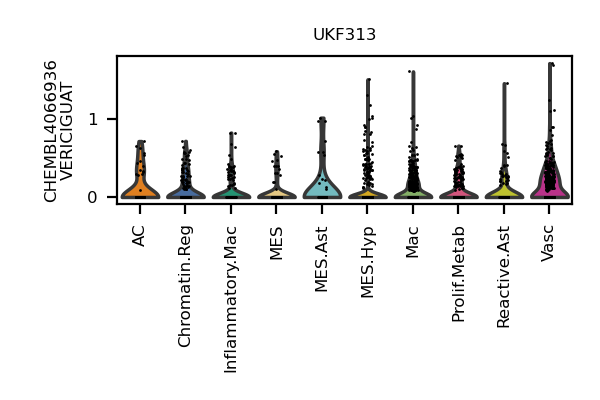 UKF313
CHEMBL4066936
VERICIGUAT
1
0
AC
Chromatin.Reg
Inflammatory.Mac
MES
MES.Ast
MES.Hyp
Mac
Prolif.Metab
Reactive.Ast
Vasc